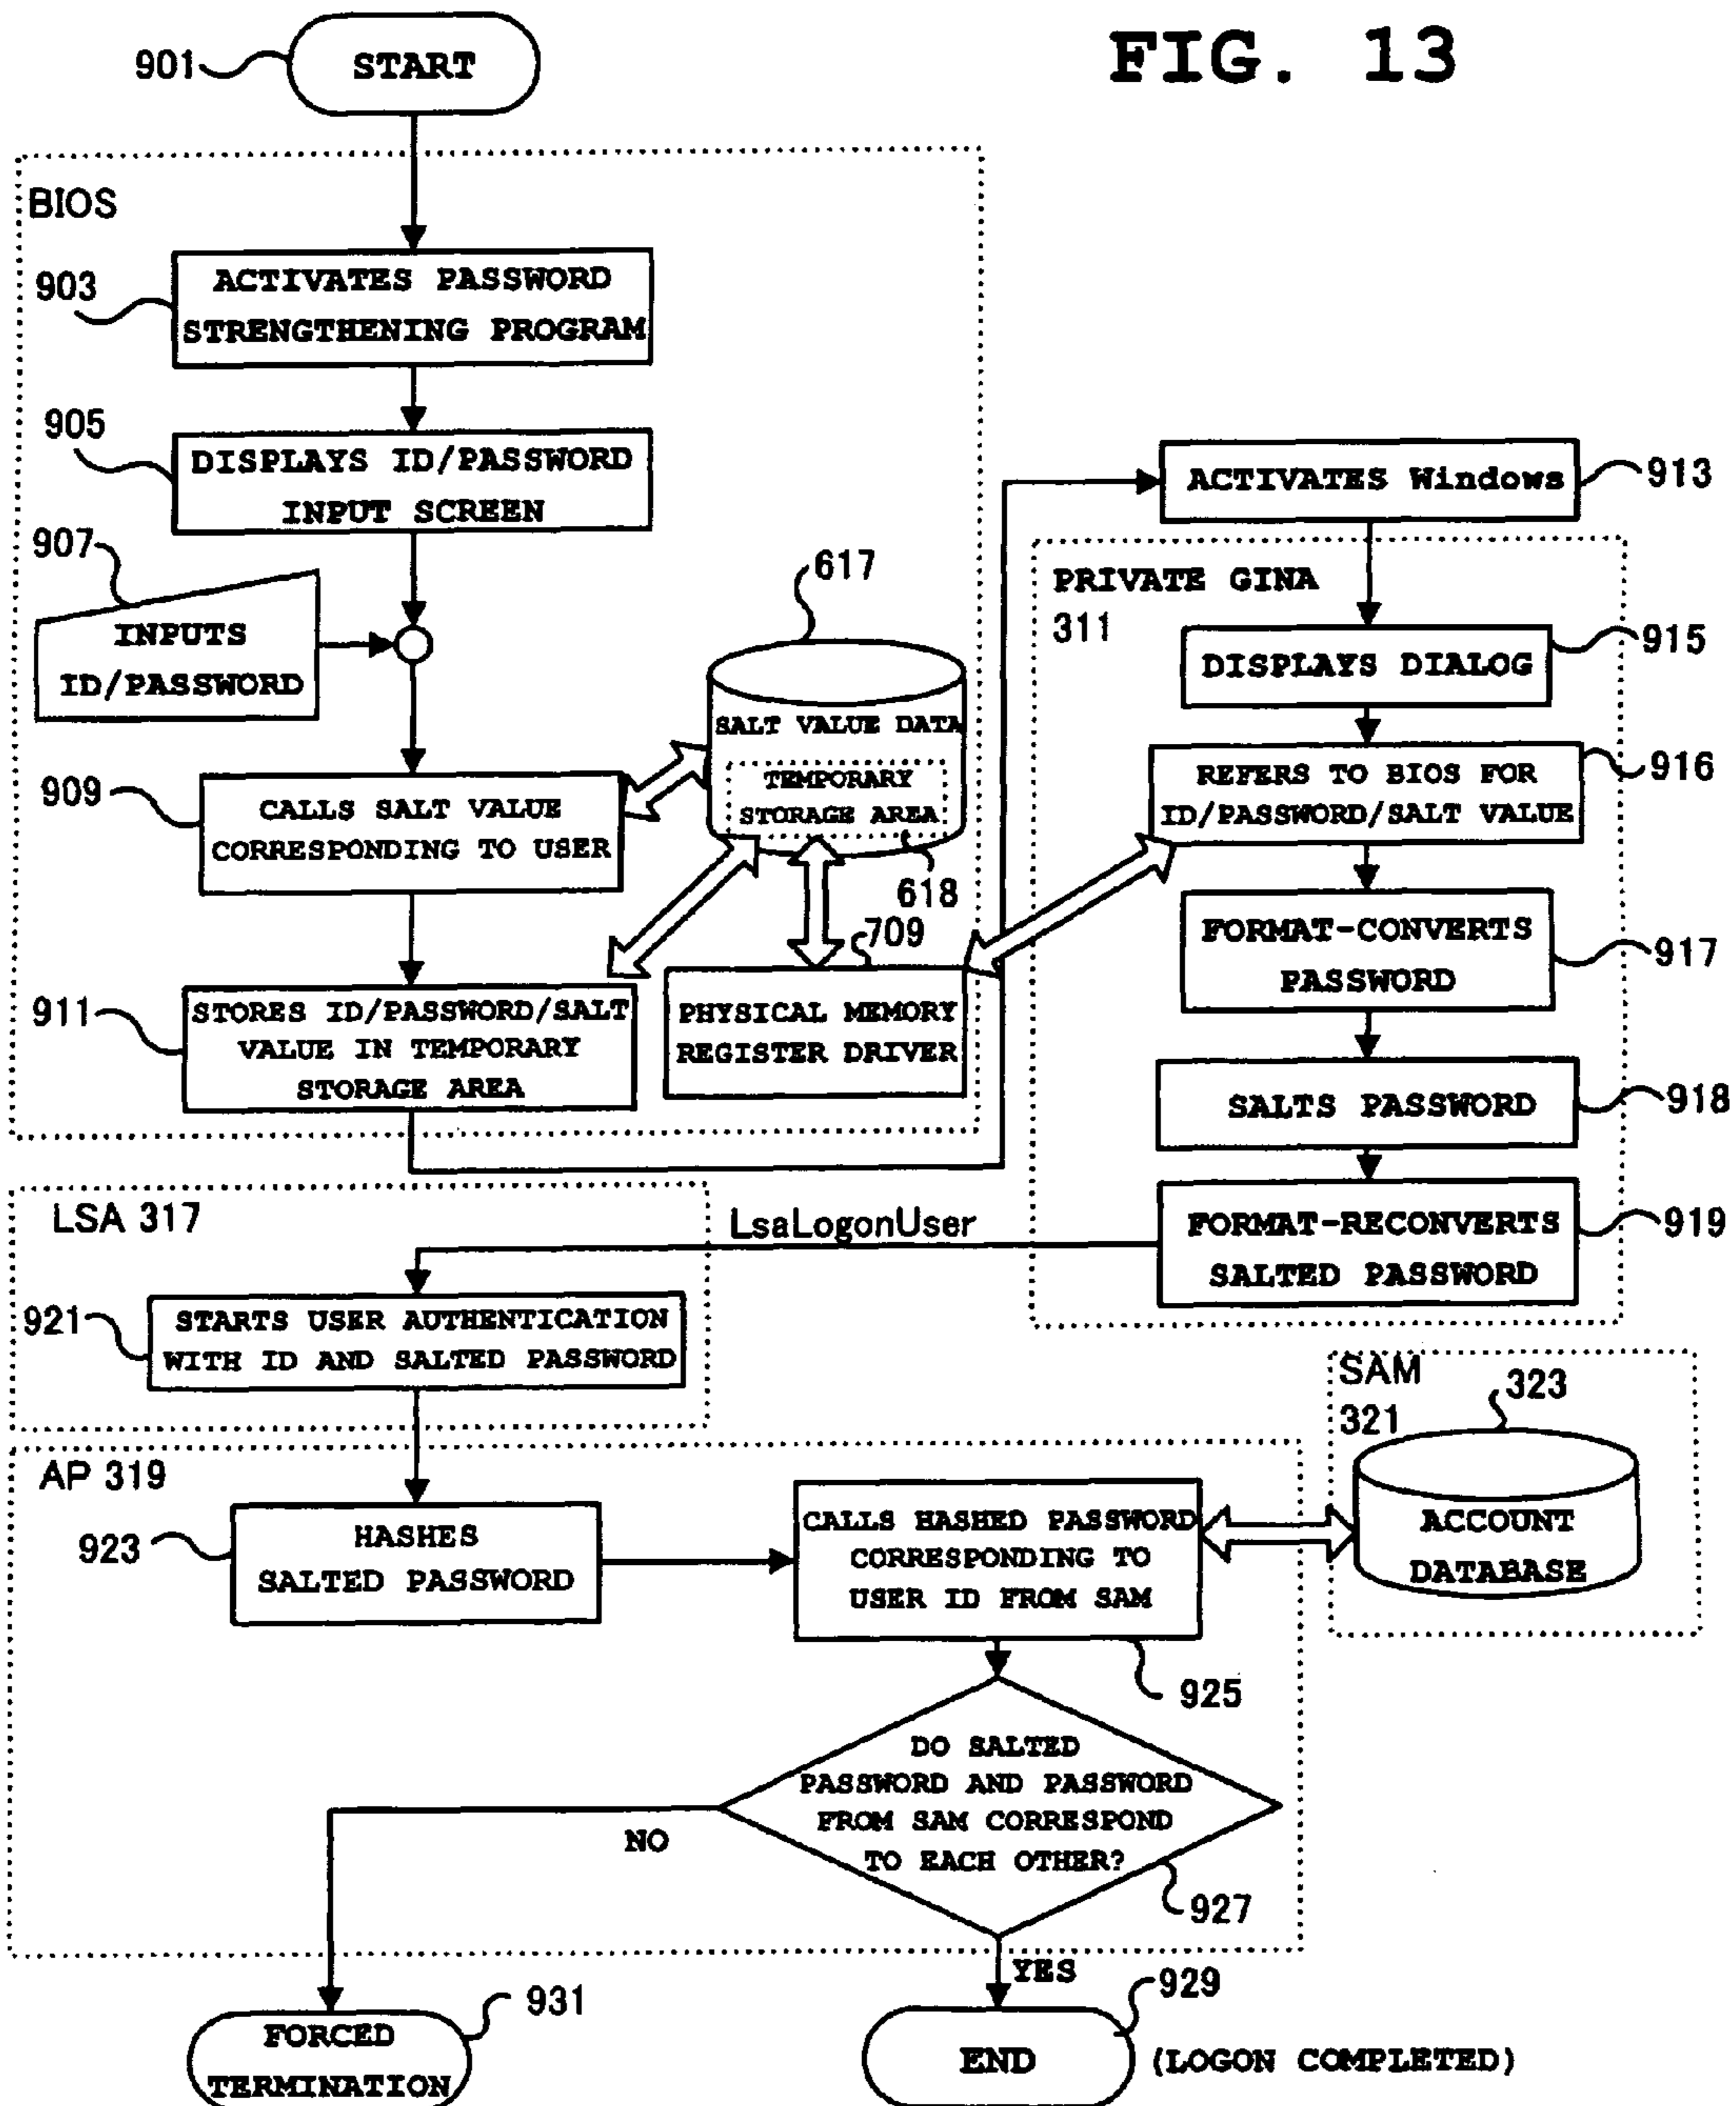 FIG. 13
901
START
BIOS
903
ACTIVATES PASSWORD
STRENGTHENING PROGRAM
905
DISPLAYS ID/PASSWORD
INPUT SCREEN
907
INPUTS
ID/PASSWORD
617
SALT VALUE DATA
TEMPORARY
STORAGE AREA
618
909
CALLS SALT VALUE
CORRESPONDING TO USER
709
PHYSICAL MEMORY
REGISTER DRIVER
911
STORES ID/PASSWORD/SALT
VALUE IN TEMPORARY
STORAGE AREA
ACTIVATES Windows
913
PRIVATE GINA
311
DISPLAYS DIALOG
915
REFERS TO BIOS FOR
ID/PASSWORD/SALT VALUE
916
FORMAT-CONVERTS
PASSWORD
917
SALTS PASSWORD
918
FORMAT-RECONVERTS
SALTED PASSWORD
919
LSA 317
LsaLogonUser
921
STARTS USER AUTHENTICATION
WITH ID AND SALTED PASSWORD
SAM
321
323
ACCOUNT
DATABASE
AP 319
923
HASHES
SALTED PASSWORD
CALLS HASHED PASSWORD
CORRESPONDING TO
USER ID FROM SAM
925
DO SALTED
PASSWORD AND PASSWORD
FROM SAM CORRESPOND
TO EACH OTHER?
927
NO
YES
931
FORCED
TERMINATION
929
END
(LOGON COMPLETED)